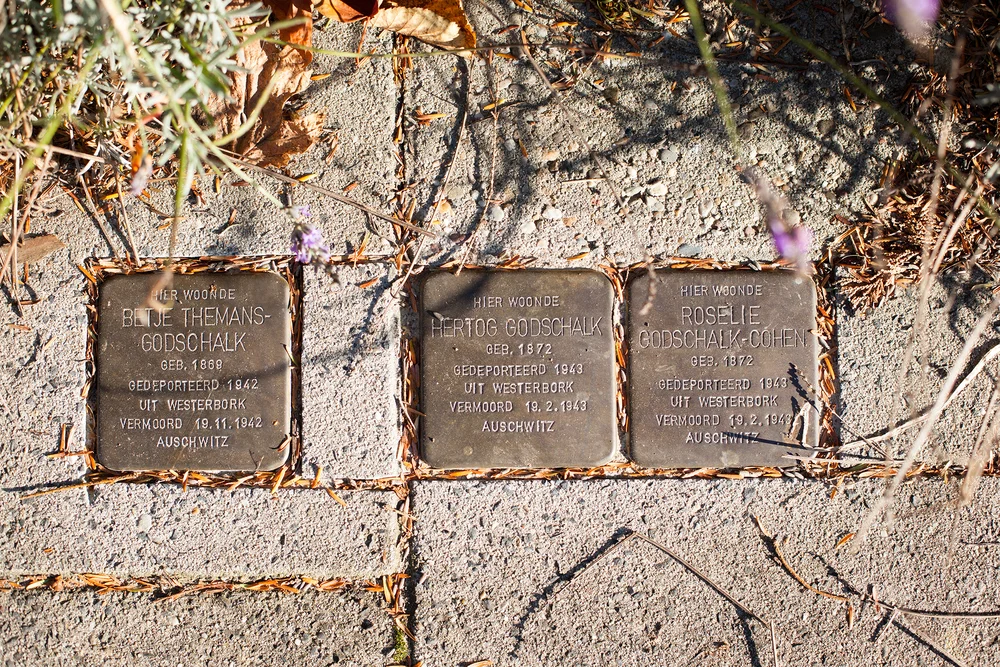 HIER WOONDE
BETJE THEMANS-
GODSCHALK
GEB. 1869
GEDEPORTEERD 1942
UIT WESTERBORK
VERMOORD 19.11.1942
AUSCHWITZ
HIER WOONDE
HERTOG GODSCHALK
GEB. 1872
GEDEPORTEERD 1943
UIT WESTERBORK
VERMOORD 19.2.1943
AUSCHWITZ
HIER WOONDE
ROSELIE
GODSCHALK-COHEN
GEB. 1872
GEDEPORTEERD 1943
UIT WESTERBORK
VERMOORD 19.2.1943
AUSCHWITZ